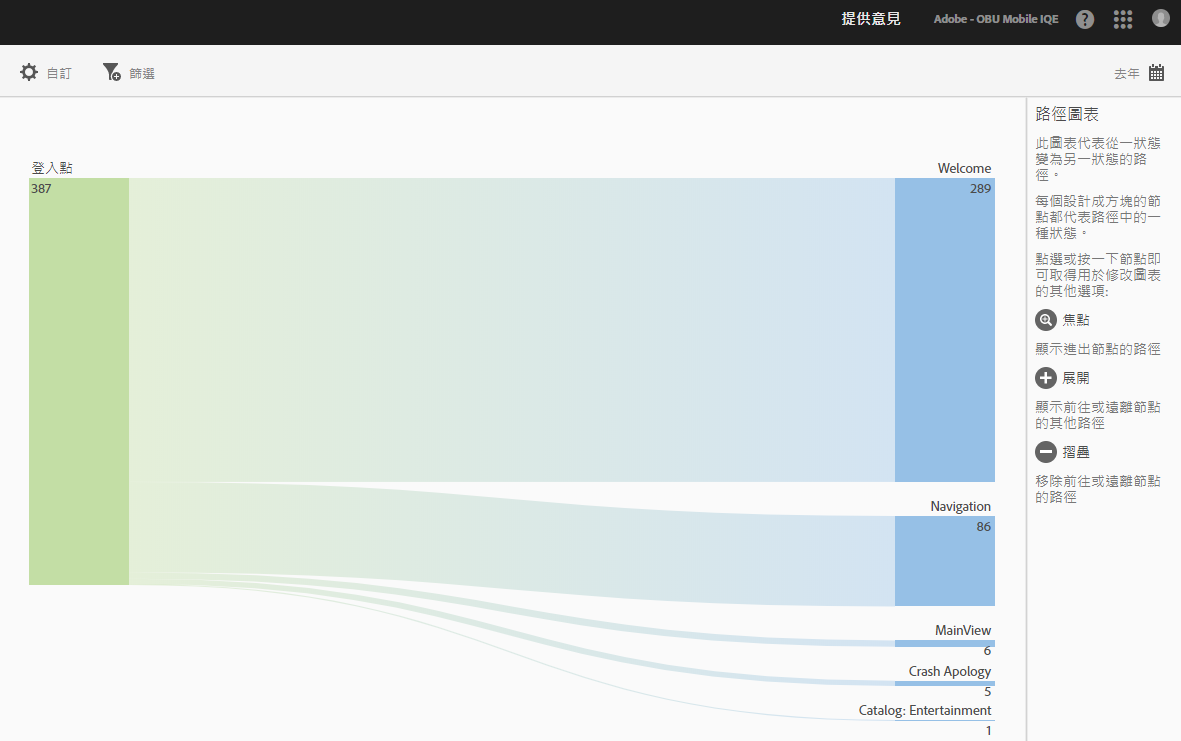 提供意見
Adobe - OBU Mobile IQE
?
自訂
篩選
去年
登入點
387
Welcome
289
Navigation
86
MainView
6
Crash Apology
5
Catalog: Entertainment
1
路徑圖表
此圖表代表從一狀態
變為另一狀態的路
徑。
每個設計成方塊的節
點都代表路徑中的一
種狀態。
點選或按一下節點即
可取得用於修改圖表
的其他選項:
焦點
顯示進出節點的路徑
展開
顯示前往或遠離節點
的其他路徑
摺疊
移除前往或遠離節點
的路徑